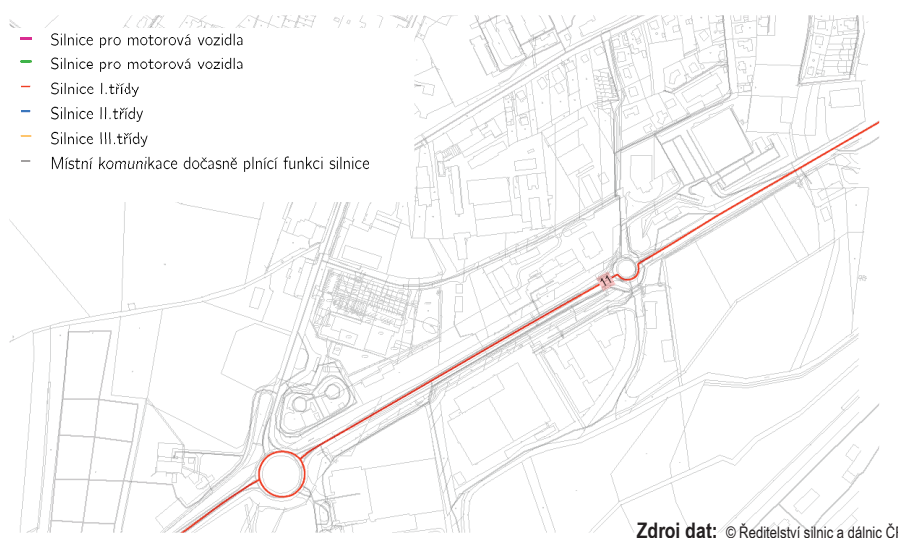 Silnice pro motorová vozidla
Silnice pro motorová vozidla
Silnice I.třídy
Silnice II.třídy
Silnice III.třídy
Místní komunikace dočasně plnící funkci silnice
11
Zdroj dat: © Ředitelství silnic a dálnic Č